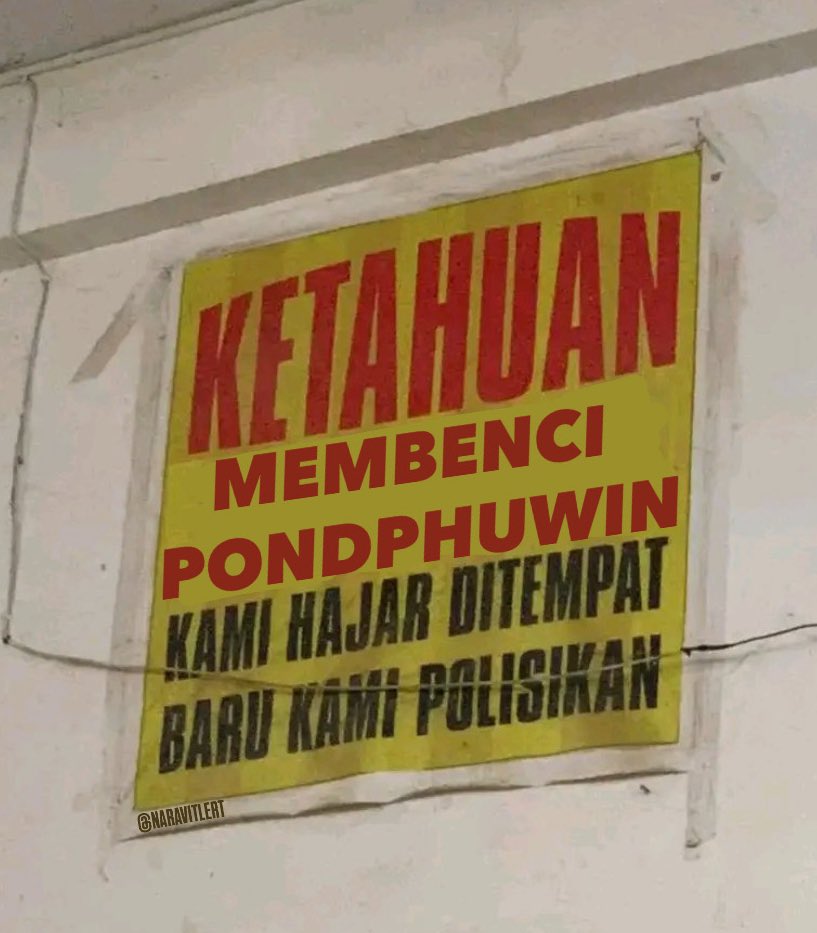 KETAHUAN
MEMBENCI
PONDPHUWIN
KAMI HAJAR DITEMPAT
BARU KAMI POLISIKAN
@NARAVITLERT